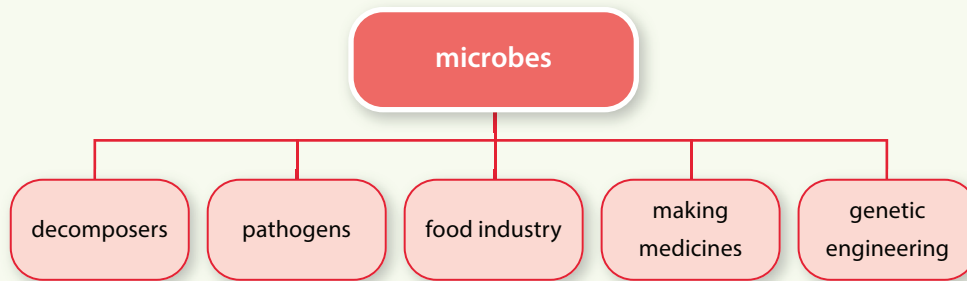 microbes
decomposers
pathogens
food industry
making
medicines
genetic
engineering